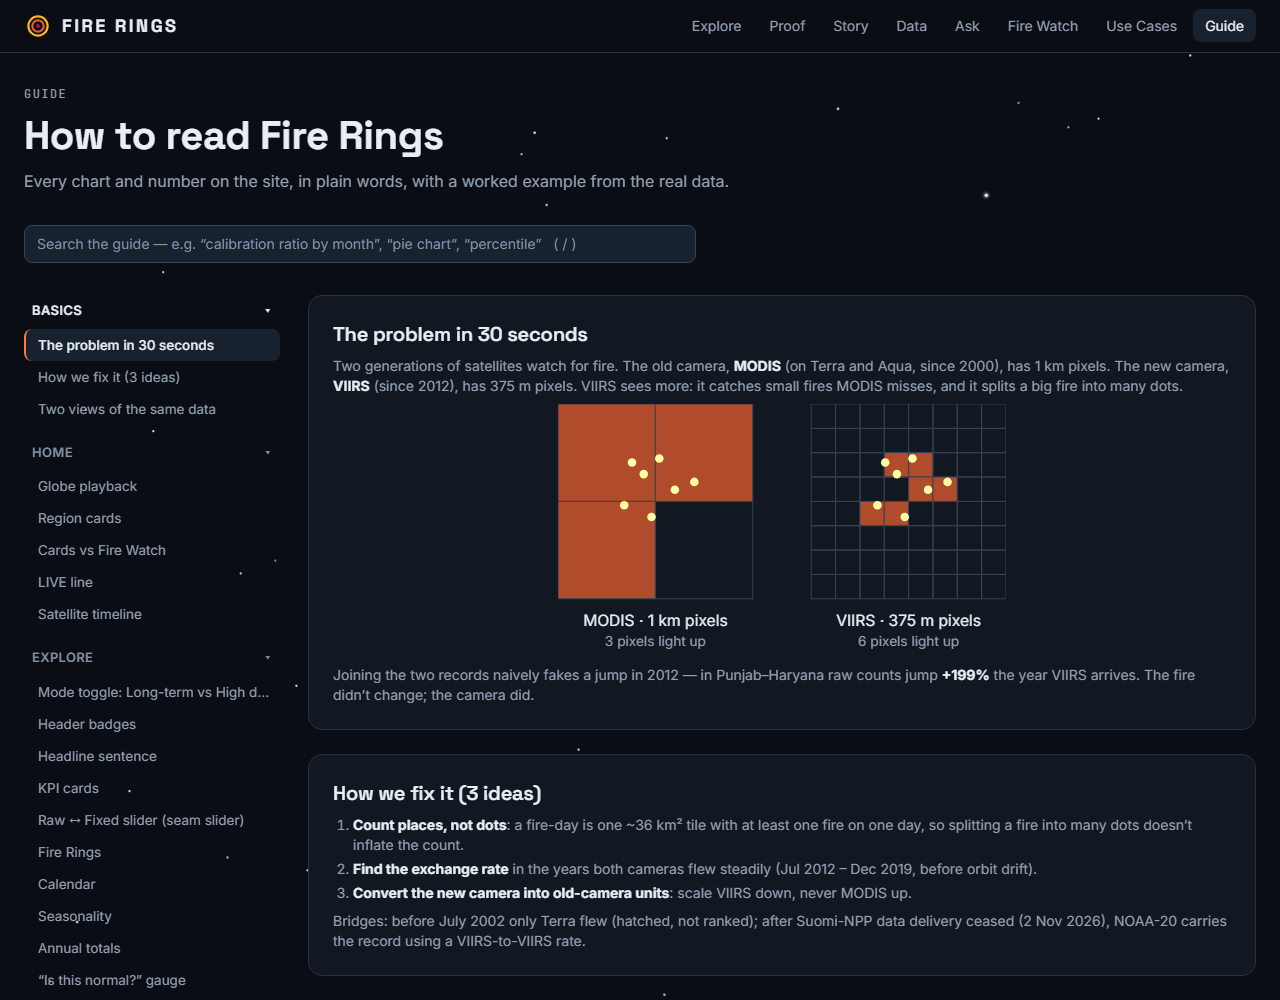 FIRE RINGS
Explore Proof Story Data Ask Fire Watch Use Cases Guide
GUIDE
How to read Fire Rings
Every chart and number on the site, in plain words, with a worked example from the real data.
Search the guide — e.g. “calibration ratio by month”, “pie chart”, “percentile” ( / )
BASICS
The problem in 30 seconds
How we fix it (3 ideas)
Two views of the same data
HOME
Globe playback
Region cards
Cards vs Fire Watch
LIVE line
Satellite timeline
EXPLORE
Mode toggle: Long-term vs High d...
Header badges
Headline sentence
KPI cards
Raw ↔ Fixed slider (seam slider)
Fire Rings
Calendar
Seasonality
Annual totals
“Is this normal?” gauge
The problem in 30 seconds
Two generations of satellites watch for fire. The old camera, MODIS (on Terra and Aqua, since 2000), has 1 km pixels. The new camera,
VIIRS (since 2012), has 375 m pixels. VIIRS sees more: it catches small fires MODIS misses, and it splits a big fire into many dots.
MODIS · 1 km pixels
3 pixels light up
VIIRS · 375 m pixels
6 pixels light up
Joining the two records naively fakes a jump in 2012 — in Punjab–Haryana raw counts jump +199% the year VIIRS arrives. The fire
didn’t change; the camera did.
How we fix it (3 ideas)
1. Count places, not dots: a fire-day is one ~36 km² tile with at least one fire on one day, so splitting a fire into many dots doesn’t
inflate the count.
2. Find the exchange rate in the years both cameras flew steadily (Jul 2012 – Dec 2019, before orbit drift).
3. Convert the new camera into old-camera units: scale VIIRS down, never MODIS up.
Bridges: before July 2002 only Terra flew (hatched, not ranked); after Suomi-NPP data delivery ceased (2 Nov 2026), NOAA-20 carries
the record using a VIIRS-to-VIIRS rate.